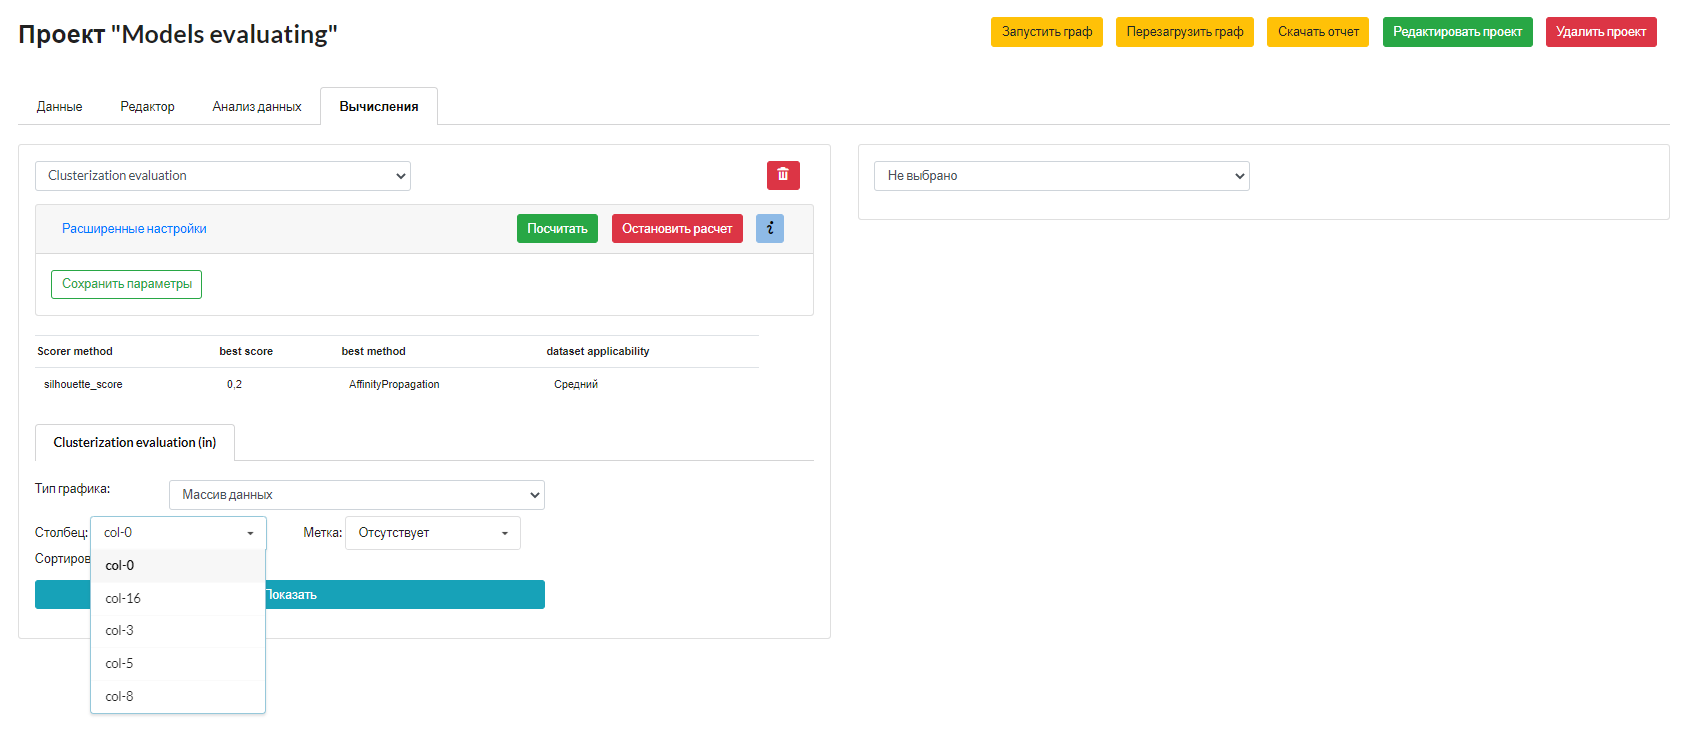 Проект "Models evaluating"
Запустить граф
Перезагрузить граф
Скачать отчет
Редактировать проект
Удалить проект
Данные
Редактор
Анализ данных
Вычисления
Clusterization evaluation
Расширенные настройки
Посчитать
Остановить расчет
i
Сохранить параметры
Scorer method best score best method dataset applicability
silhouette_score 0,2 AffinityPropagation Средний
Clusterization evaluation (in)
Тип графика: Массив данных
Столбец: col-0 Метка: Отсутствует
Сортиров
Показать
col-0
col-16
col-3
col-5
col-8
Не выбрано